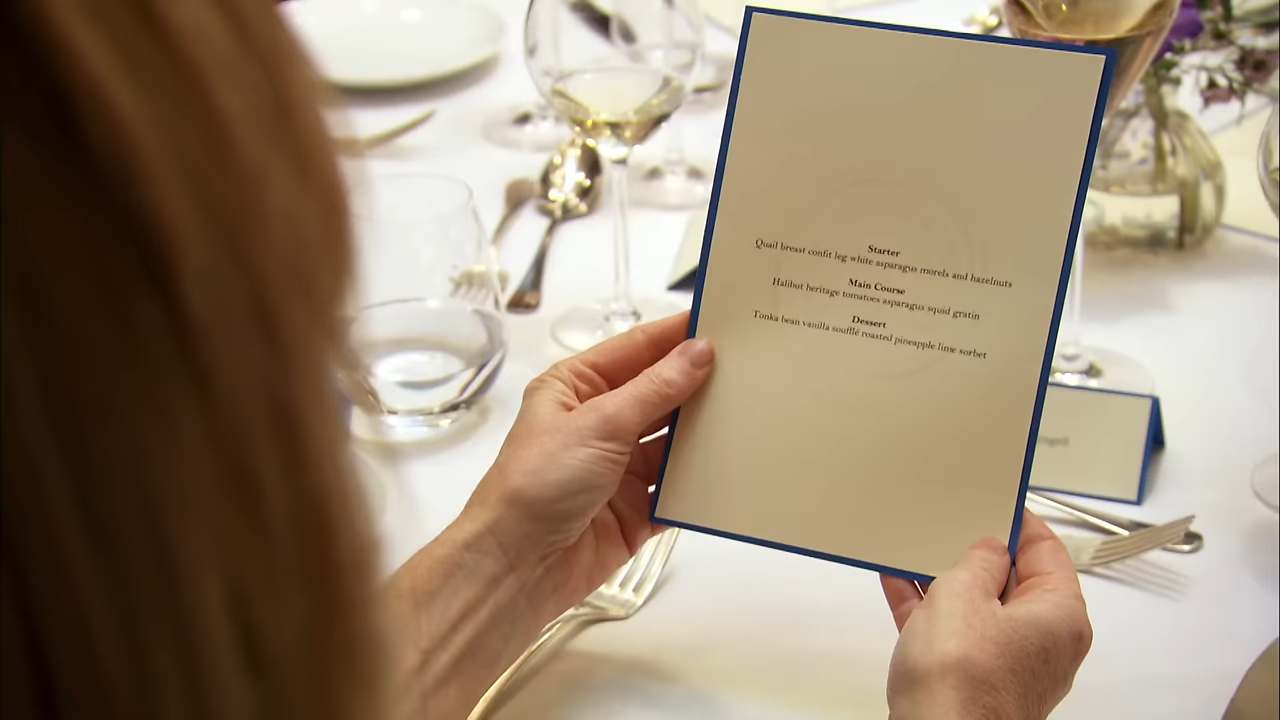 Starter
Quail breast confit leg white asparagus morels and hazelnuts
Main Course
Halibut heritage tomatoes asparagus squid gratin
Dessert
Tonka bean vanilla soufflé roasted pineapple lime sorbet